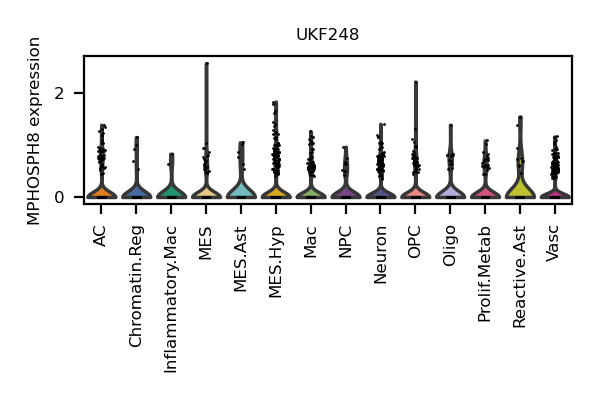 UKF248
MPHOSPH8 expression
2
0
AC
Chromatin.Reg
Inflammatory.Mac
MES
MES.Ast
MES.Hyp
Mac
NPC
Neuron
OPC
Oligo
Prolif.Metab
Reactive.Ast
Vasc